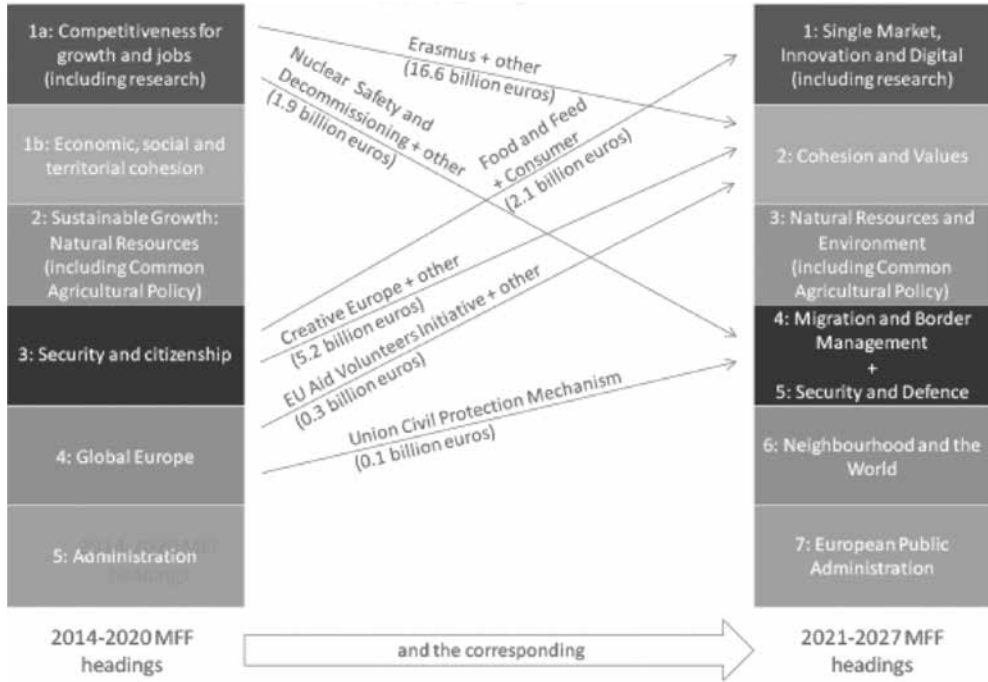 1a: Competitiveness for
growth and jobs
(including research)
1b: Economic, social and
territorial cohesion
2: Sustainable Growth:
Natural Resources
(including Common
Agricultural Policy)
3: Security and citizenship
4: Global Europe
5: Administration
2014-2020 MFF
headings
Erasmus + other
(16.6 billion euros)
Nuclear Safety and
Decommissioning + other
(1.9 billion euros)
Food and Feed
+ Consumer
(2.1 billion euros)
Creative Europe + other
(5.2 billion euros)
EU Aid Volunteers Initiative + other
(0.3 billion euros)
Union Civil Protection Mechanism
(0.1 billion euros)
and the corresponding
1: Single Market,
Innovation and Digital
(including research)
2: Cohesion and Values
3: Natural Resources and
Environment
(including Common
Agricultural Policy)
4: Migration and Border
Management
+
5: Security and Defence
6: Neighbourhood and the
World
7: European Public
Administration
2021-2027 MFF
headings